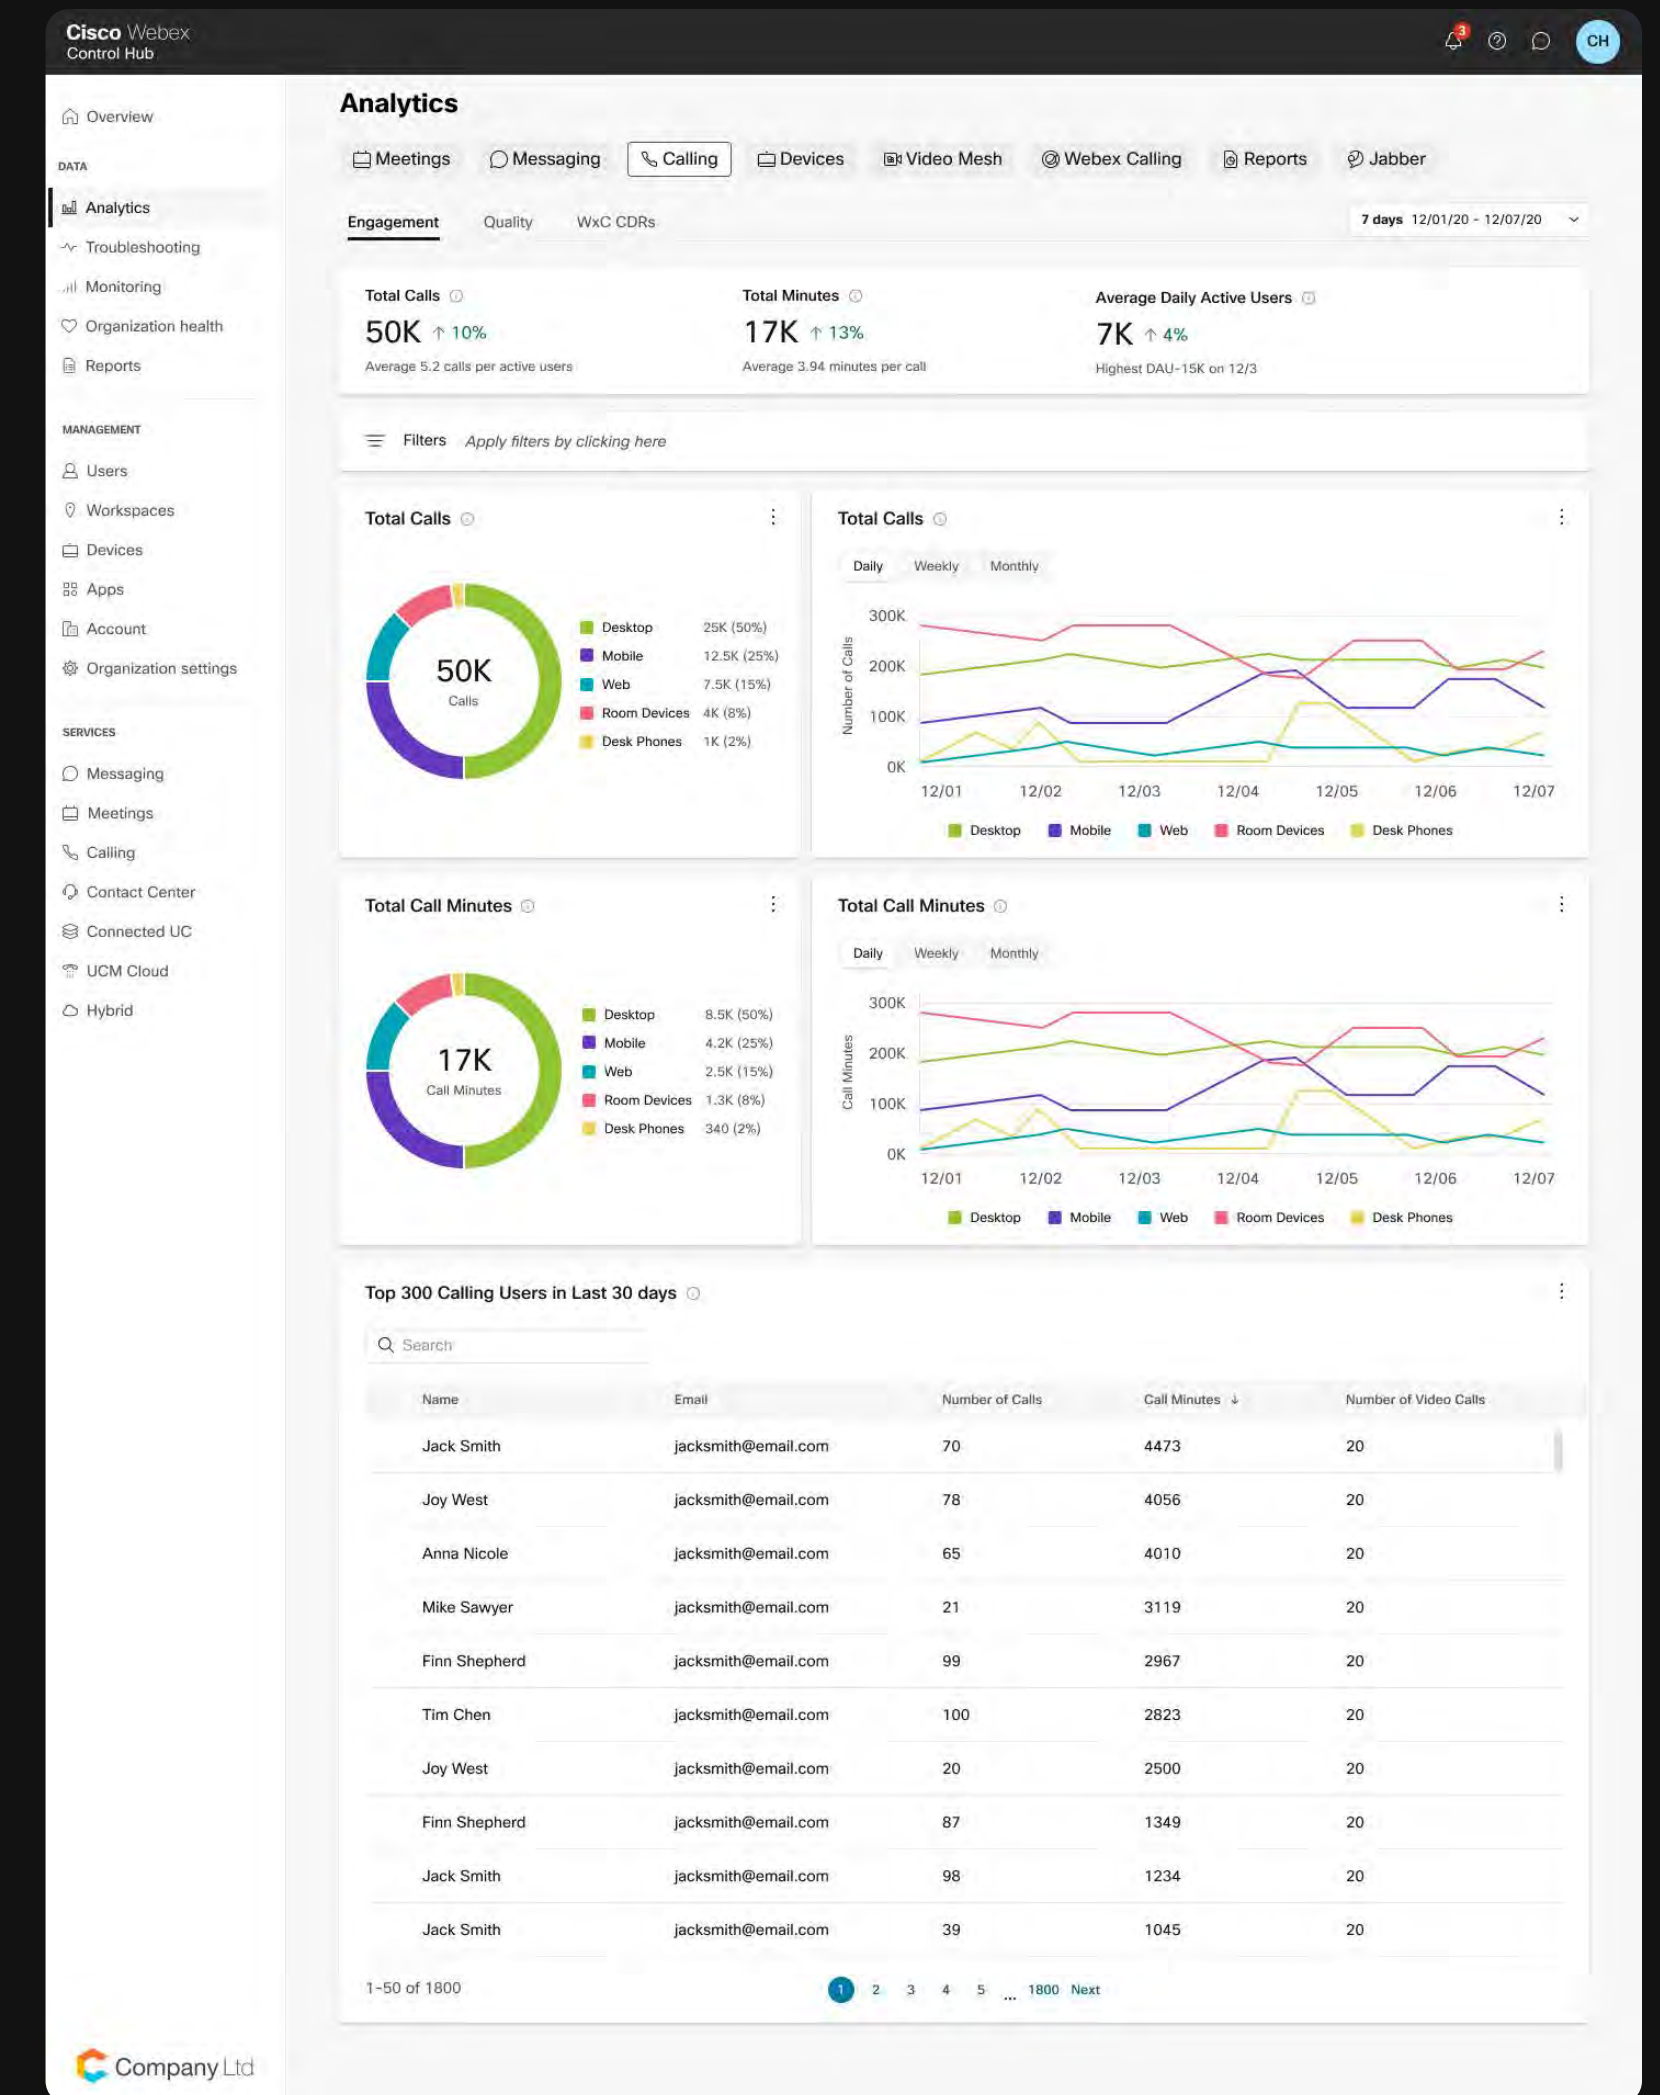 Cisco Webex
Control Hub
3
CH
Overview
DATA
Analytics
Troubleshooting
Monitoring
Organization health
Reports
MANAGEMENT
Users
Workspaces
Devices
Apps
Account
Organization settings
SERVICES
Messaging
Meetings
Calling
Contact Center
Connected UC
UCM Cloud
Hybrid
Company Ltd
Analytics
Meetings Messaging Calling Devices Video Mesh Webex Calling Reports Jabber
Engagement Quality WxC CDRs
7 days 12/01/20 - 12/07/20
Total Calls
50K ↑ 10%
Average 5.2 calls per active users
Total Minutes
17K ↑ 13%
Average 3.94 minutes per call
Average Daily Active Users
7K ↑ 4%
Highest DAU-15K on 12/3
Filters Apply filters by clicking here
Total Calls
50K
Calls
Desktop 25K (50%)
Mobile 12.5K (25%)
Web 7.5K (15%)
Room Devices 4K (8%)
Desk Phones 1K (2%)
Total Calls
Daily Weekly Monthly
Number of Calls
300K
200K
100K
0K
12/01 12/02 12/03 12/04 12/05 12/06 12/07
Desktop Mobile Web Room Devices Desk Phones
Total Call Minutes
17K
Call Minutes
Desktop 8.5K (50%)
Mobile 4.2K (25%)
Web 2.5K (15%)
Room Devices 1.3K (8%)
Desk Phones 340 (2%)
Total Call Minutes
Daily Weekly Monthly
Call Minutes
300K
200K
100K
0K
12/01 12/02 12/03 12/04 12/05 12/06 12/07
Desktop Mobile Web Room Devices Desk Phones
Top 300 Calling Users in Last 30 days
Search
Name Email Number of Calls Call Minutes ↓ Number of Video Calls
Jack Smith jacksmith@email.com 70 4473 20
Joy West jacksmith@email.com 78 4056 20
Anna Nicole jacksmith@email.com 65 4010 20
Mike Sawyer jacksmith@email.com 21 3119 20
Finn Shepherd jacksmith@email.com 99 2967 20
Tim Chen jacksmith@email.com 100 2823 20
Joy West jacksmith@email.com 20 2500 20
Finn Shepherd jacksmith@email.com 87 1349 20
Jack Smith jacksmith@email.com 98 1234 20
Jack Smith jacksmith@email.com 39 1045 20
1-50 of 1800
1 2 3 4 5 ... 1800 Next